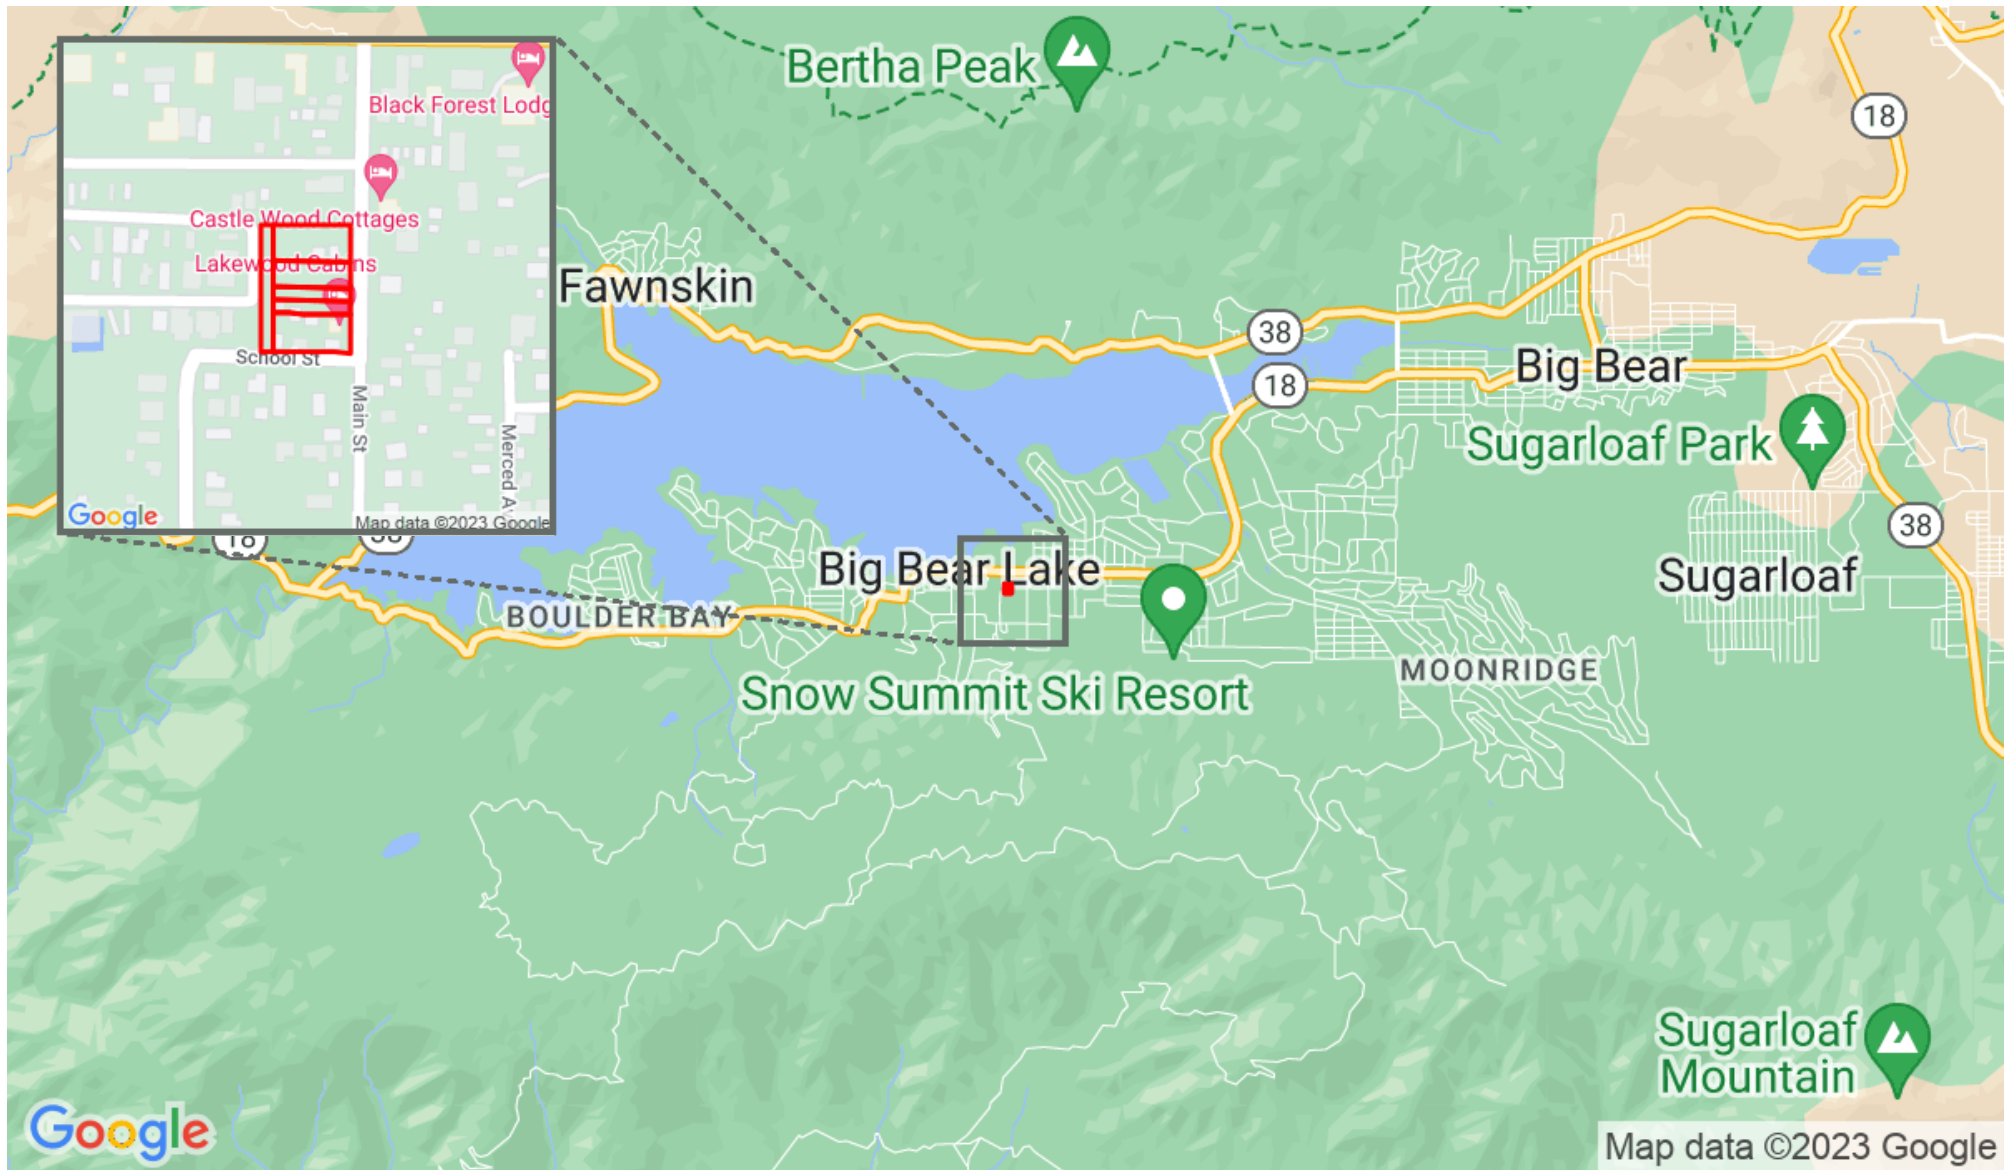 Bertha Peak
18
Black Forest Lodg
Castle Wood Cottages
Lakewood Cabins
School St
Main St
Merced Av
Google
Map data ©2023 Google
Fawnskin
38
18
Big Bear
Sugarloaf Park
38
18
38
Big Bear Lake
Sugarloaf
BOULDER BAY
MOONRIDGE
Snow Summit Ski Resort
Sugarloaf
Mountain
Google
Map data ©2023 Google